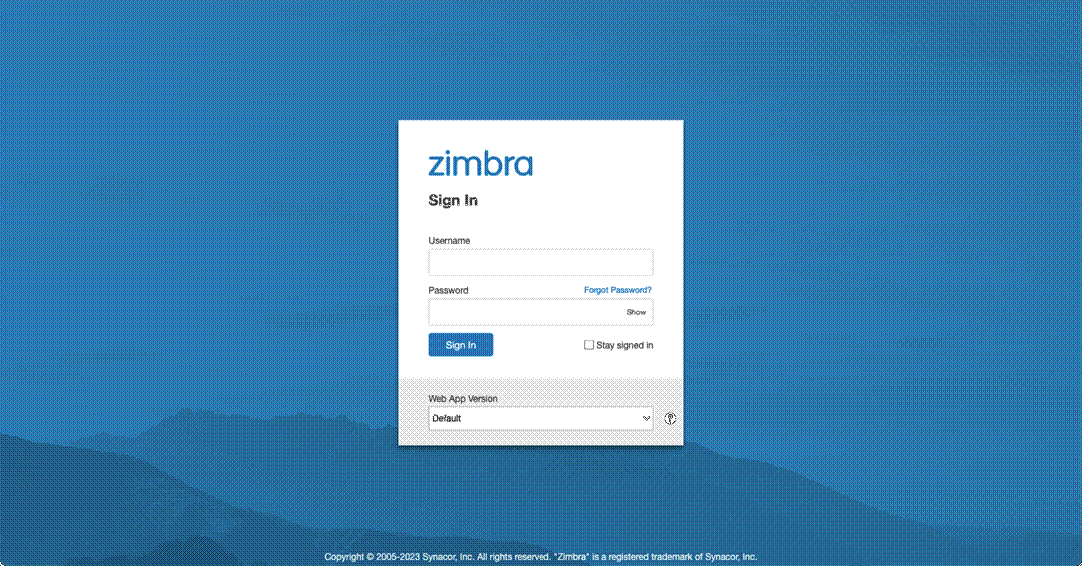 zimbra
Sign In
Username
Password Forgot Password?
Show
Sign In Stay signed in
Web App Version
Default
Copyright © 2005-2023 Synacor, Inc. All rights reserved. "Zimbra" is a registered trademark of Synacor, Inc.